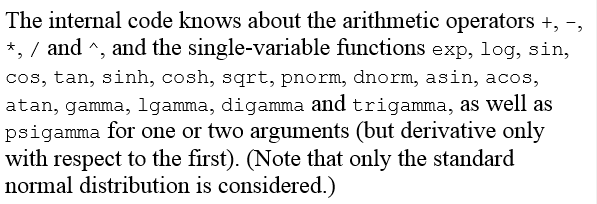 The internal code knows about the arithmetic operators +, -,
*, / and ^, and the single-variable functions exp, log, sin,
cos, tan, sinh, cosh, sqrt, pnorm, dnorm, asin, acos,
atan, gamma, lgamma, digamma and trigamma, as well as
psigamma for one or two arguments (but derivative only
with respect to the first). (Note that only the standard
normal distribution is considered.)